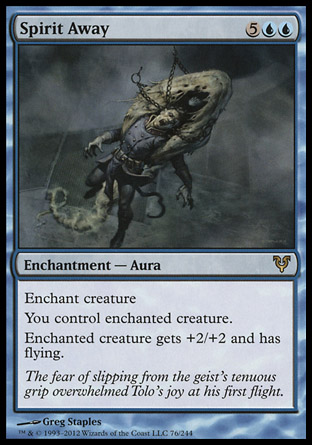 Spirit Away 5
Enchantment — Aura
Enchant creature
You control enchanted creature.
Enchanted creature gets +2/+2 and has
flying.
The fear of slipping from the geist's tenuous
grip overwhelmed Tolo's joy at his first flight.
Greg Staples
™ & © 1993–2012 Wizards of the Coast LLC 76/244